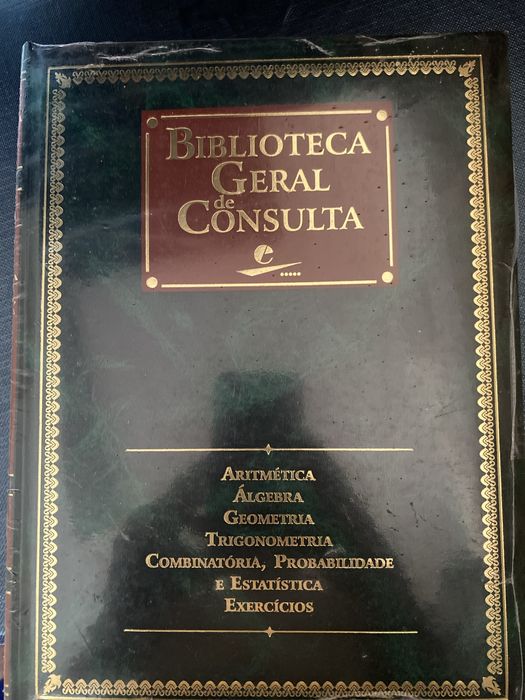 BIBLIOTECA
GERAL
de
CONSULTA
e
ARITMÉTICA
ÁLGEBRA
GEOMETRIA
TRIGONOMETRIA
COMBINATÓRIA, PROBABILIDADE
E ESTATÍSTICA
EXERCÍCIOS